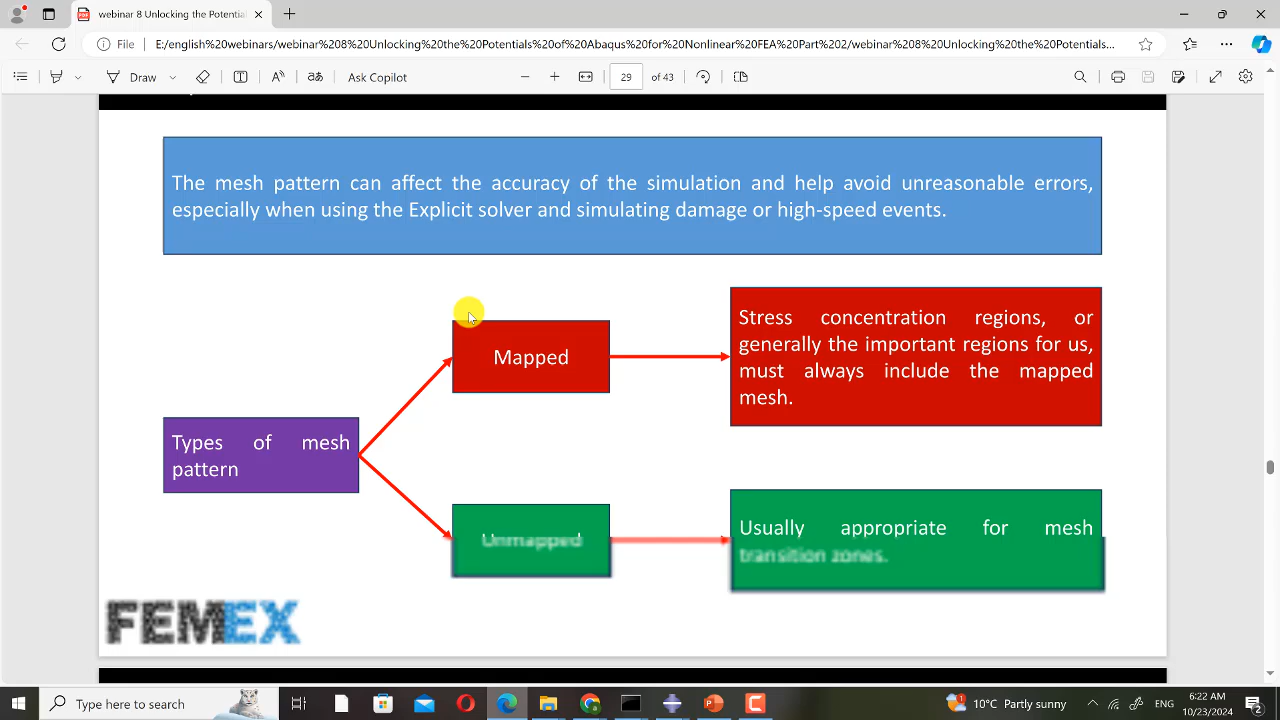 webinar 8 Unlocking the Potentia
File
E:/english%20webinars/webinar%208%20Unlocking%20the%20Potentials%20o%20Abaqus%20for%20Nonlinear%20FEA%20Part%22/webinar%208%20Unlocking%20the%20Potentials...
Draw
Ask Copilot
29
of 43
The mesh pattern can affect the accuracy of the simulation and help avoid unreasonable errors,
especially when using the Explicit solver and simulating damage or high-speed events.
Mapped
Stress concentration regions, or
generally the important regions for us,
must always include the mapped
mesh.
Types of mesh
pattern
Unmapped
Usually appropriate for mesh
transition zones.
FEMEX
Type here to search
10°C Partly sunny
ENG
6:22 AM
10/23/2024